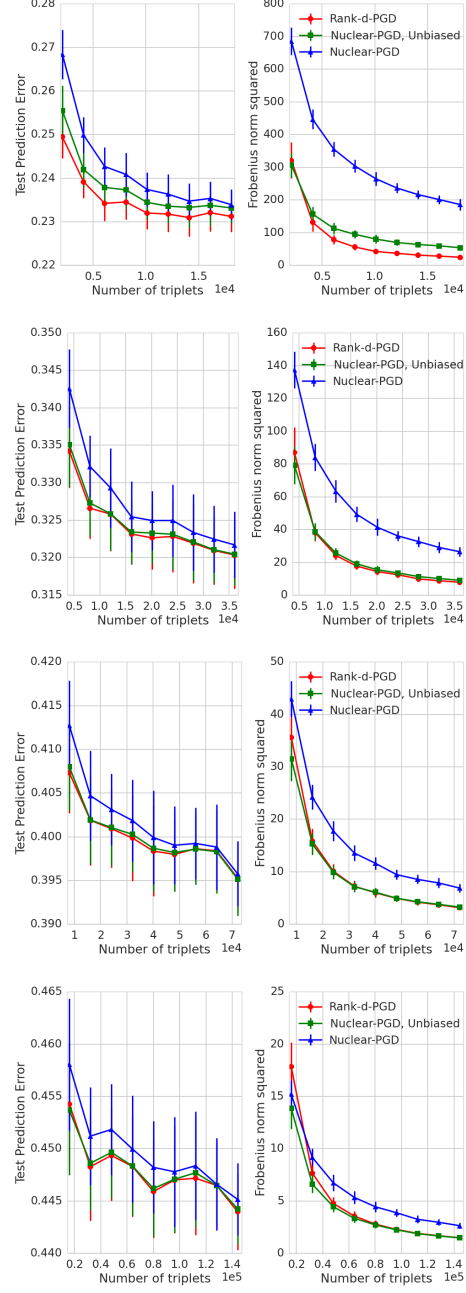 0.28
0.27
0.26
0.25
0.24
0.23
0.22
Test Prediction Error
0.5
1.0
1.5
1e4
Number of triplets
800
700
600
500
400
300
200
100
0
Frobenius norm squared
Rank-d-PGD
Nuclear-PGD, Unbiased
Nuclear-PGD
0.5
1.0
1.5
1e4
Number of triplets
0.350
0.345
0.340
0.335
0.330
0.325
0.320
0.315
Test Prediction Error
0.5 1.0 1.5 2.0 2.5 3.0 3.5
Number of triplets 1e4
160
140
120
100
80
60
40
20
0
Frobenius norm squared
Rank-d-PGD
Nuclear-PGD, Unbiased
Nuclear-PGD
0.5 1.0 1.5 2.0 2.5 3.0 3.5
Number of triplets 1e4
0.420
0.415
0.410
0.405
0.400
0.395
0.390
Test Prediction Error
1 2 3 4 5 6 7
Number of triplets 1e4
50
40
30
20
10
0
Frobenius norm squared
Rank-d-PGD
Nuclear-PGD, Unbiased
Nuclear-PGD
1 2 3 4 5 6 7
Number of triplets 1e4
0.465
0.460
0.455
0.450
0.445
0.440
Test Prediction Error
0.2 0.4 0.6 0.8 1.0 1.2 1.4
Number of triplets 1e5
25
20
15
10
5
0
Frobenius norm squared
Rank-d-PGD
Nuclear-PGD, Unbiased
Nuclear-PGD
0.2 0.4 0.6 0.8 1.0 1.2 1.4
Number of triplets 1e5